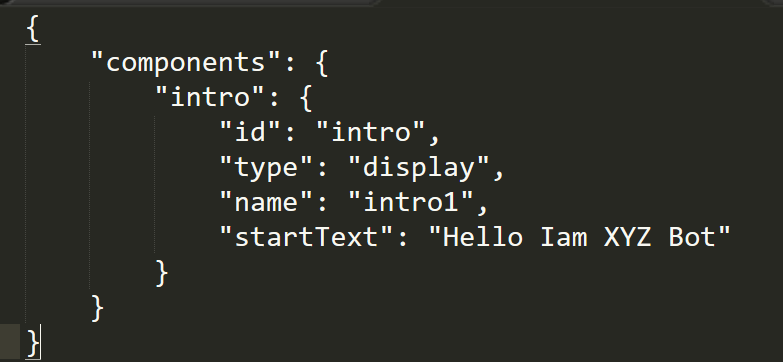 {
    "components": {
        "intro": {
            "id": "intro",
            "type": "display",
            "name": "intro1",
            "startText": "Hello Iam XYZ Bot"
        }
    }
}